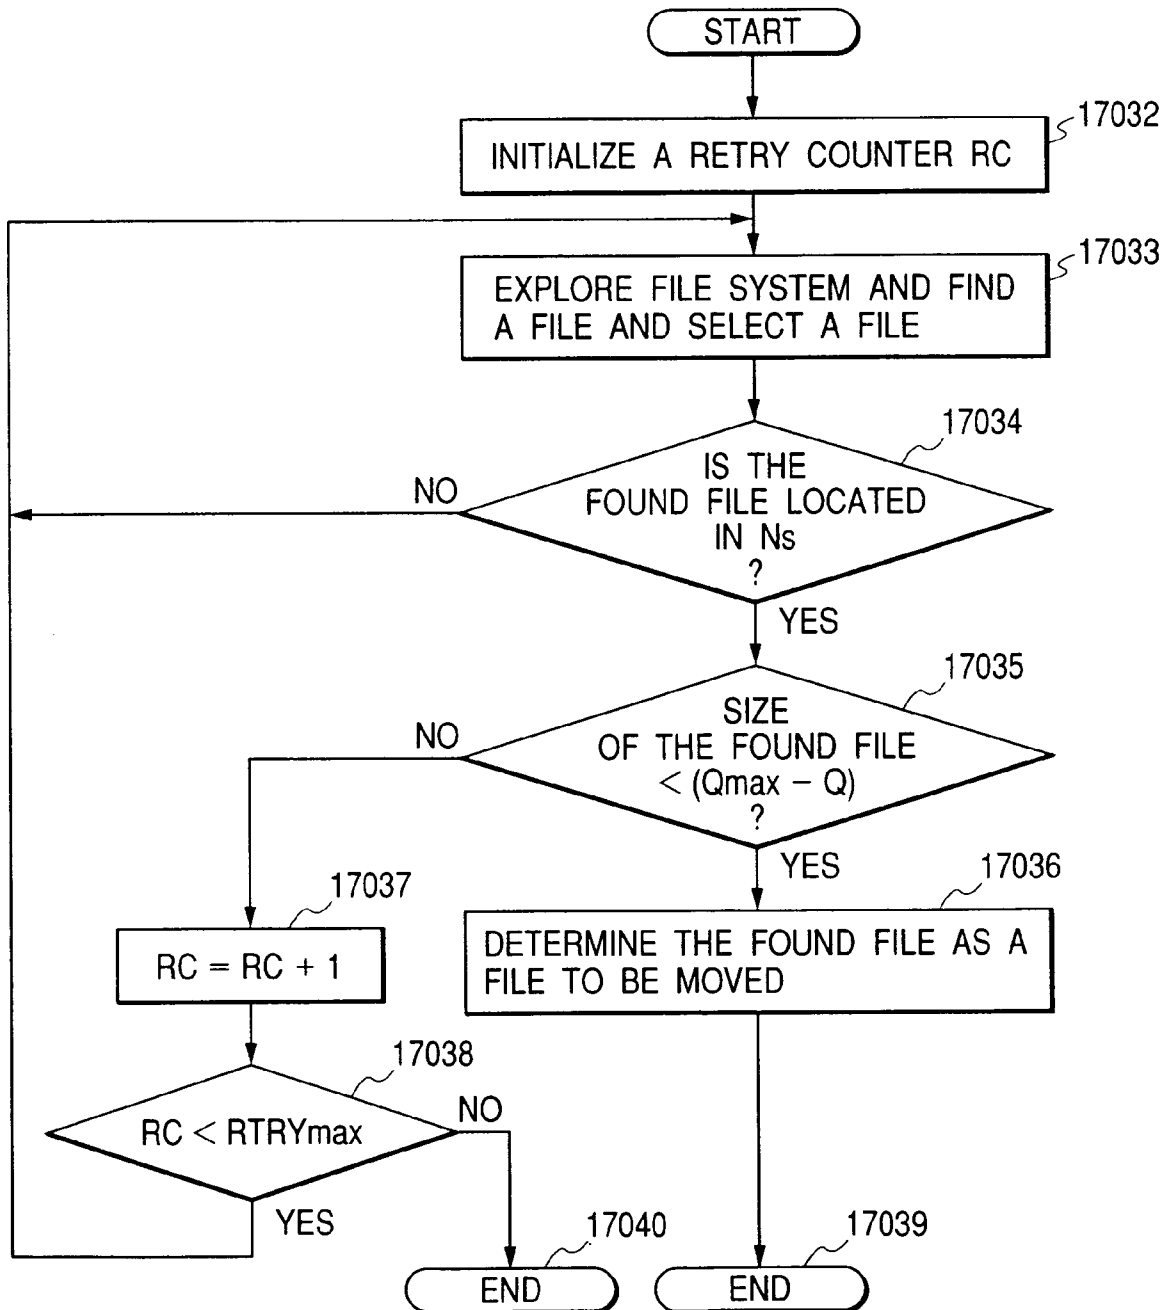 START
17032
INITIALIZE A RETRY COUNTER RC
17033
EXPLORE FILE SYSTEM AND FIND
A FILE AND SELECT A FILE
17034
IS THE
FOUND FILE LOCATED
IN Ns
?
NO
YES
17035
SIZE
OF THE FOUND FILE
< (Qmax − Q)
?
NO
YES
17036
DETERMINE THE FOUND FILE AS A
FILE TO BE MOVED
17037
RC = RC + 1
17038
RC < RTRYmax
NO
YES
17040
END
17039
END